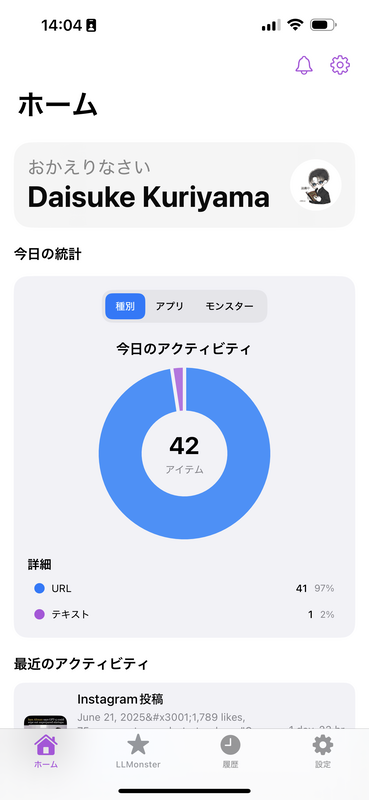 14:04
ホーム
おかえりなさい
Daisuke Kuriyama
今日の統計
種別 アプリ モンスター
今日のアクティビティ
42
アイテム
詳細
URL 41 97%
テキスト 1 2%
最近のアクティビティ
Instagram投稿
June 21, 2025&#x3001;1,789 likes,
ホーム LLMonster 履歴 設定